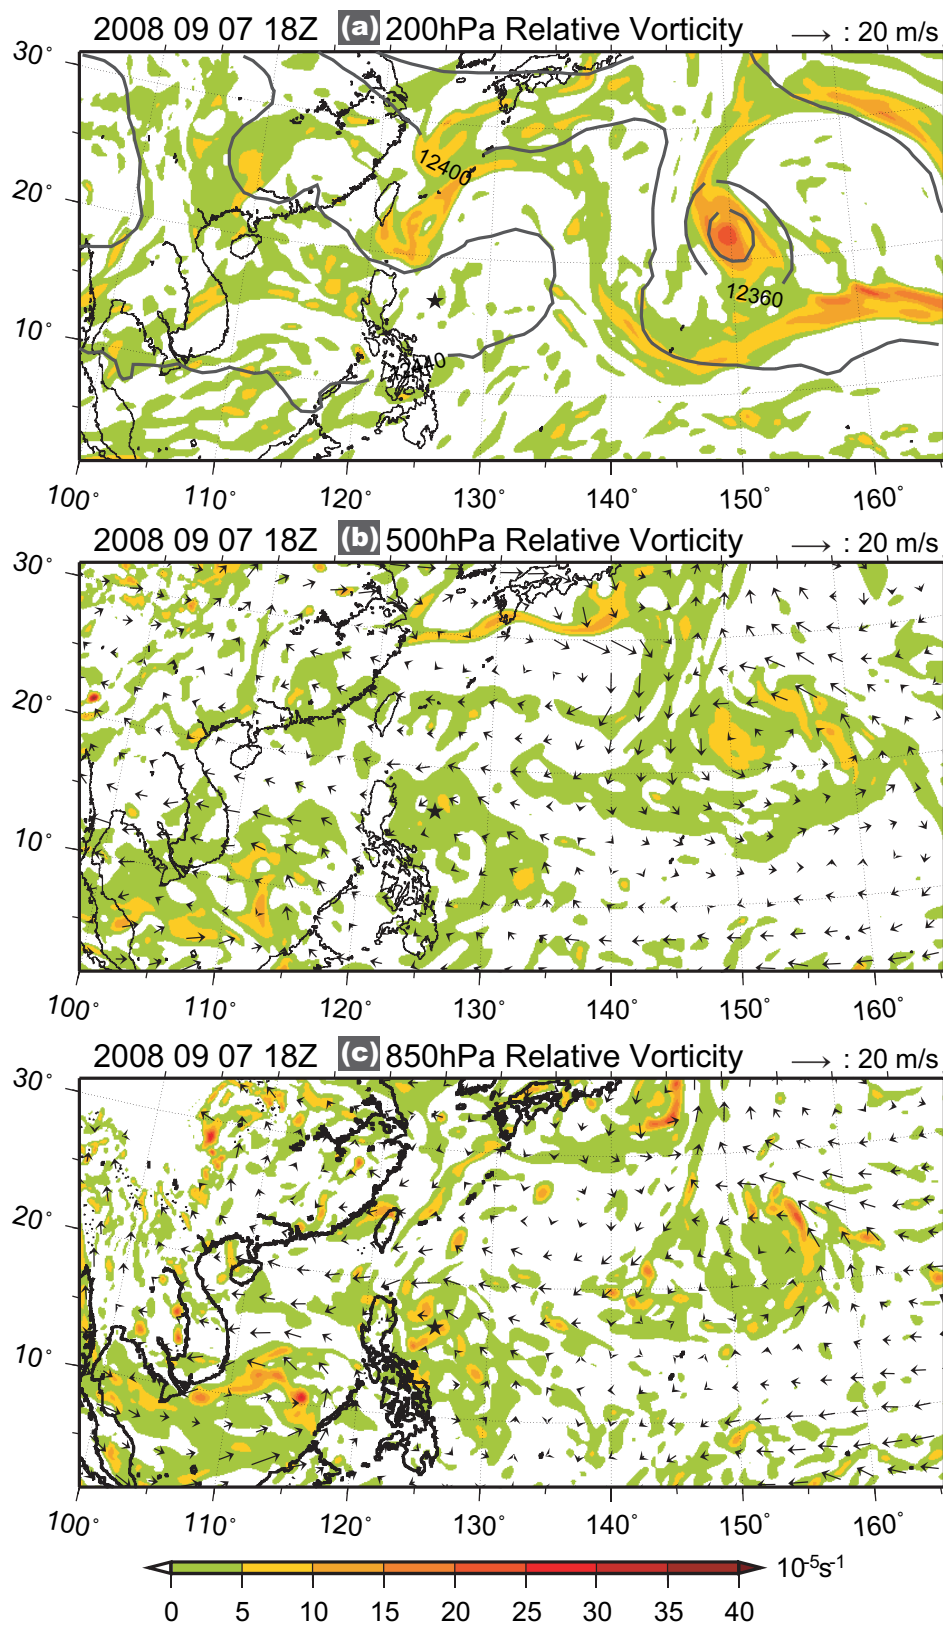 2008 09 07 18Z (a) 200hPa Relative Vorticity → : 20 m/s
30°
20°
10°
12400
12360
100° 110° 120° 130° 140° 150° 160°
2008 09 07 18Z (b) 500hPa Relative Vorticity → : 20 m/s
30°
20°
10°
100° 110° 120° 130° 140° 150° 160°
2008 09 07 18Z (c) 850hPa Relative Vorticity → : 20 m/s
30°
20°
10°
100° 110° 120° 130° 140° 150° 160°
10⁻⁵s⁻¹
0 5 10 15 20 25 30 35 40